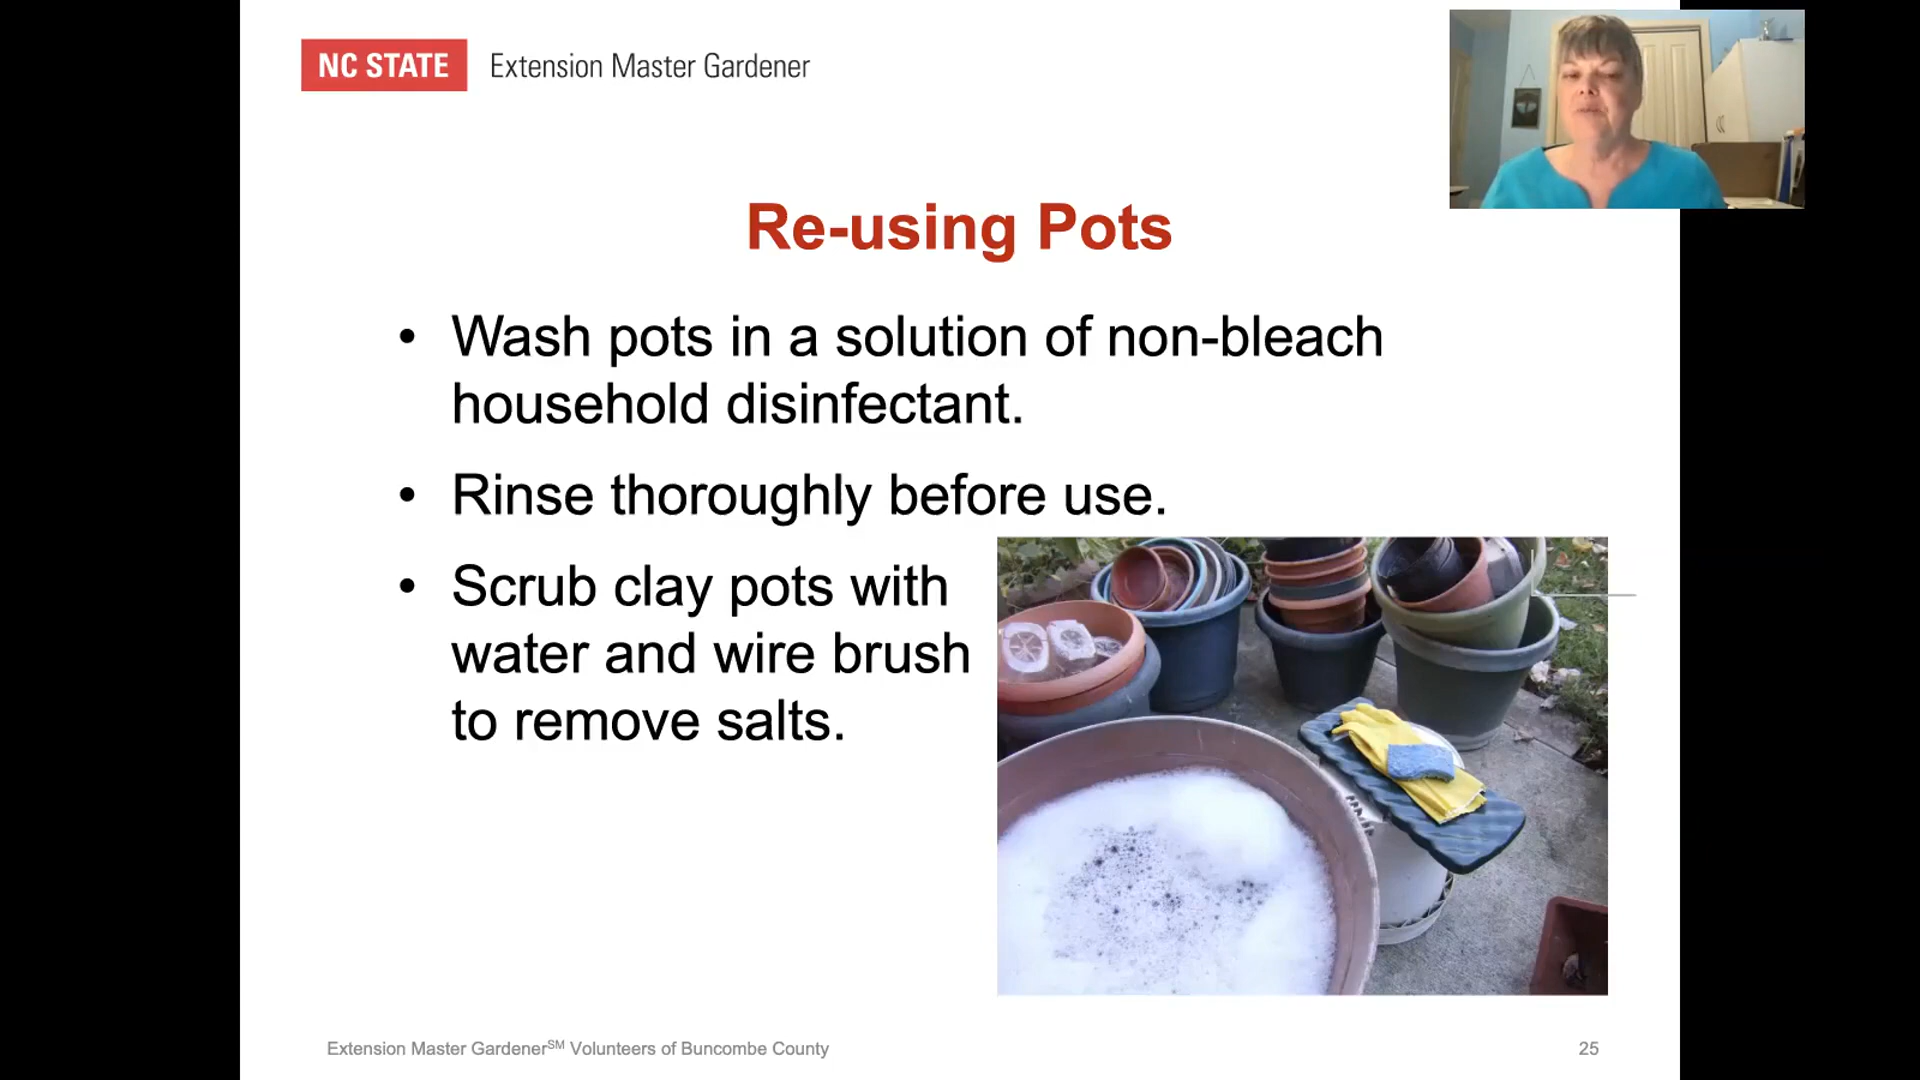 NC STATE Extension Master Gardener
Re-using Pots
• Wash pots in a solution of non-bleach
household disinfectant.
• Rinse thoroughly before use.
• Scrub clay pots with
water and wire brush
to remove salts.
Extension Master Gardener℠ Volunteers of Buncombe County 25